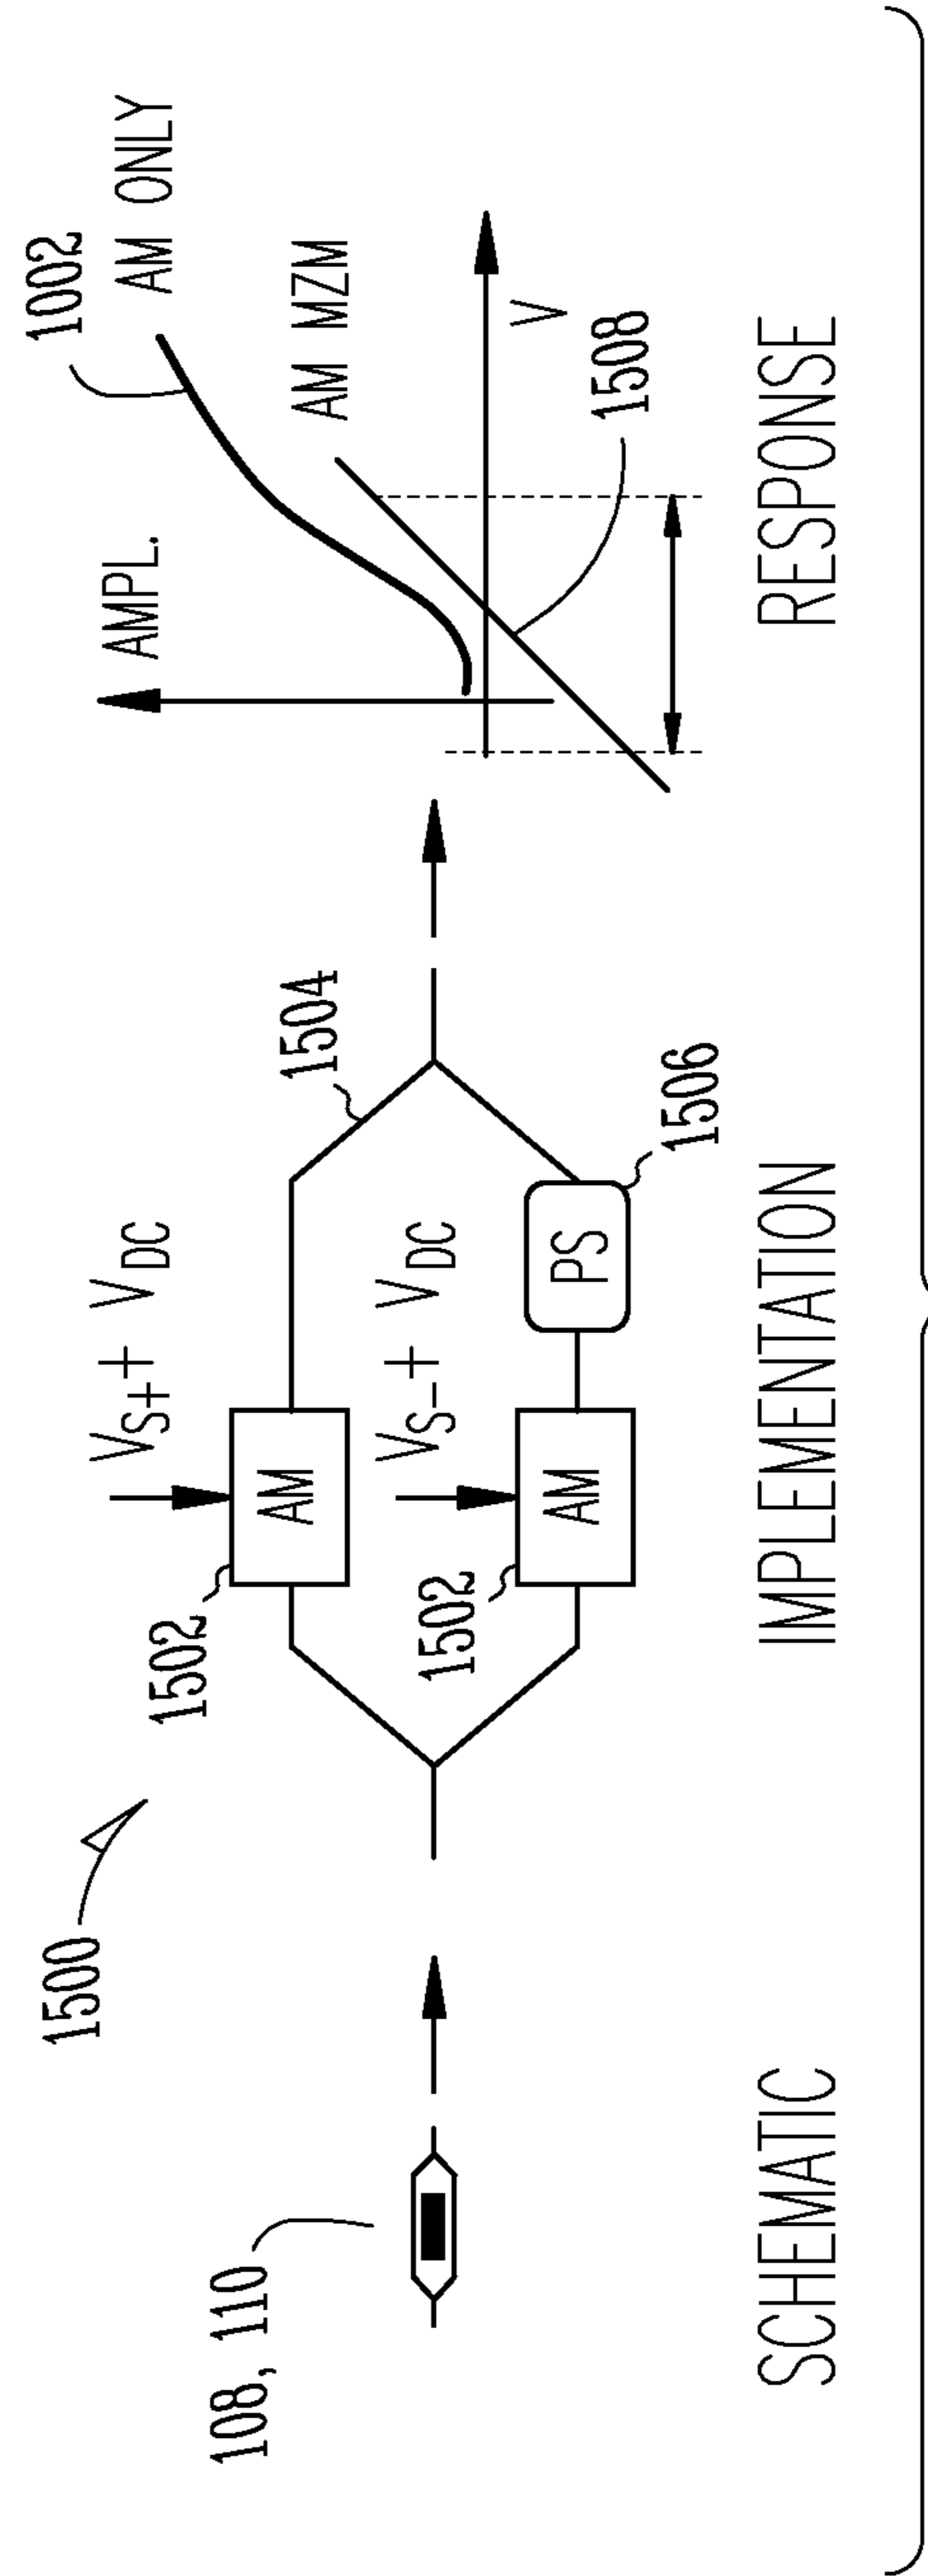 1500
108, 110
SCHEMATIC
1502
V_S+ + V_DC
AM
1504
1502
V_S- + V_DC
AM
PS
1506
IMPLEMENTATION
AMPL.
1002
AM ONLY
AM MZM
V
1508
RESPONSE